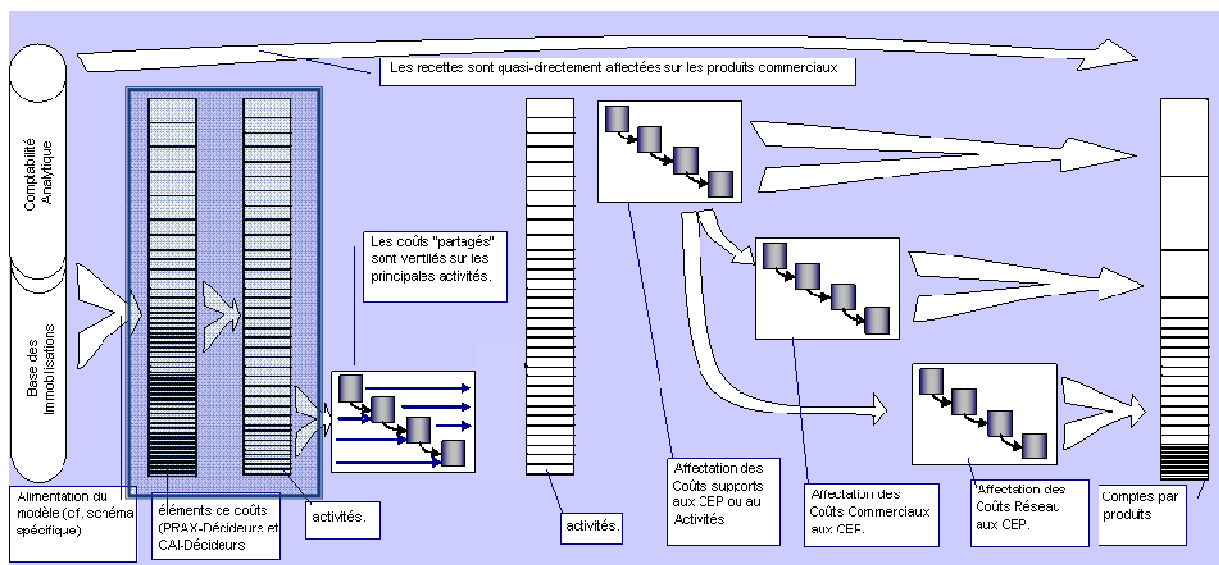 Les recettes sont quasi-directement affectées sur les produits commerciaux
Comptabilité
Analytique
Base des
Immobilisations
Les coûts "partagés"
sont ventilés sur les
principales activités.
Alimentation du
modèle (cf. schéma
spécifique)
éléments de coûts
(PRAX-Décideurs et
CAI-Décideurs
activités.
activités.
Affectation des
Coûts supports
aux CEP ou au
Activités
Affectation des
Coûts Commerciaux
aux CEP.
Affectation des
Coûts Réseau
aux CEP.
Comptes par
produits